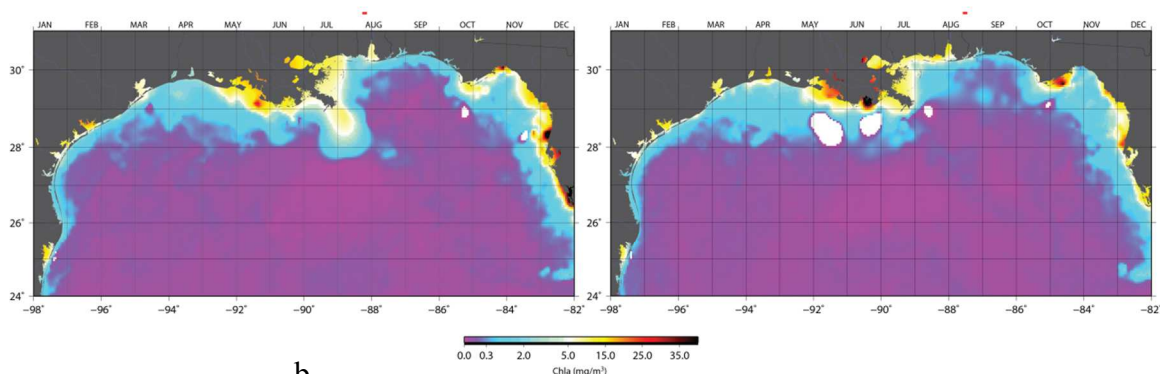 JAN FEB MAR APR MAY JUN JUL AUG SEP OCT NOV DEC
JAN FEB MAR APR MAY JUN JUL AUG SEP OCT NOV DEC
30°
28°
26°
24°
−98° −96° −94° −92° −90° −88° −86° −84° −82°
30°
28°
26°
24°
−98° −96° −94° −92° −90° −88° −86° −84° −82°
0.0 0.3 2.0 5.0 15.0 25.0 35.0
b
Chla (mg/m³)